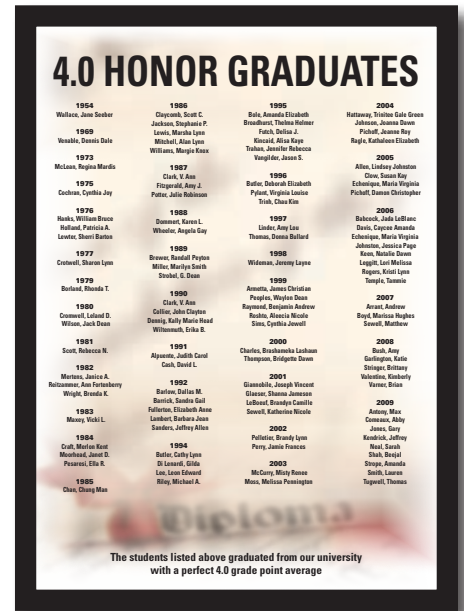 4.0 HONOR GRADUATES
1954
Wallace, Jane Seeber
1969
Venable, Dennis Dale
1973
McLean, Regina Mardis
1975
Cochran, Cynthia Joy
1976
Hanks, William Bruce
Holland, Patricia A.
Lewter, Sherri Barton
1977
Crotwell, Sharon Lynn
1979
Borland, Rhonda T.
1980
Cromwell, Leland D.
Wilson, Jack Dean
1981
Scott, Rebecca N.
1982
Mertens, Janice A.
Reitzammer, Ann Fortenberry
Wright, Brenda K.
1983
Maxey, Vicki L.
1984
Craft, Morlon Kent
Moorhead, Janet D.
Pesaresi, Ella R.
1985
Chan, Chung Man
1986
Claycomb, Scott C.
Jackson, Stephanie P.
Lewis, Marsha Lynn
Mitchell, Alan Lynn
Williams, Margie Knox
1987
Clark, V. Ann
Fitzgerald, Amy J.
Potter, Julie Robinson
1988
Dommert, Karen L.
Wheeler, Angela Gay
1989
Brewer, Randall Peyton
Miller, Marilyn Smith
Strobel, G. Dean
1990
Clark, V. Ann
Collier, John Clayton
Dennig, Kelly Marie Head
Wiltenmuth, Erika B.
1991
Alpuente, Judith Carol
Cash, David L.
1992
Barlow, Dallas M.
Barrick, Sandra Gail
Fullerton, Elizabeth Anne
Lambert, Barbara Jean
Sanders, Jeffrey Allen
1994
Butler, Cathy Lynn
Di Lenardi, Gilda
Lee, Leon Edward
Riley, Michael A.
1995
Bole, Amanda Elizabeth
Broadhurst, Thelma Helmer
Futch, Delisa J.
Kincaid, Alisa Kaye
Trahan, Jennifer Rebecca
Vangilder, Jason S.
1996
Butler, Deborah Elizabeth
Pylant, Virginia Louise
Trinh, Chau Kim
1997
Linder, Amy Lou
Thomas, Donna Bullard
1998
Wideman, Jeremy Layne
1999
Armetta, James Christian
Peoples, Waylon Dean
Raymond, Benjamin Andrew
Reshto, Aleecia Nicole
Sims, Cynthia Jewell
2000
Charles, Brashameka Lashaun
Thompson, Bridgette Dawn
2001
Giannobile, Joseph Vincent
Glaeser, Shanna Jameson
LeBoeuf, Brandyn Camille
Sewell, Katherine Nicole
2002
Pelletier, Brandy Lynn
Perry, Jamie Frances
2003
McCurry, Misty Renee
Moss, Melissa Pennington
2004
Hattaway, Trinitee Gale Green
Johnson, Joanna Dawn
Pichoff, Jeanne Roy
Ragle, Kathaleen Elizabeth
2005
Allen, Lindsey Johnston
Clow, Susan Kay
Echenique, Maria Virginia
Pichoff, Damon Christopher
2006
Babcock, Jada LeBlanc
Davis, Caycee Amanda
Echenique, Maria Virginia
Johnston, Jessica Page
Keen, Natalie Dawn
Leggitt, Lori Melissa
Rogers, Kristi Lynn
Temple, Tammie
2007
Arrant, Andrew
Boyd, Marissa Hughes
Sewell, Matthew
2008
Bush, Amy
Garlington, Katie
Stringer, Brittany
Valentine, Kimberly
Varner, Brian
2009
Antony, Max
Comeaux, Abby
Jones, Gary
Kendrick, Jeffrey
Neal, Sarah
Shah, Beejal
Strope, Amanda
Smith, Lauren
Tugwell, Thomas
Diploma
The students listed above graduated from our university
with a perfect 4.0 grade point average